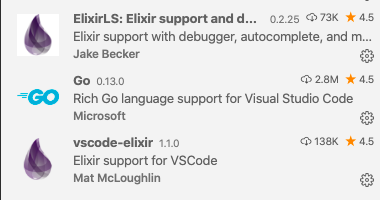 ElixirLS: Elixir support and d... 0.2.25 73K 4.5
Elixir support with debugger, autocomplete, and m...
Jake Becker
GO Go 0.13.0 2.8M 4.5
Rich Go language support for Visual Studio Code
Microsoft
vscode-elixir 1.1.0 138K 4.5
Elixir support for VSCode
Mat McLoughlin